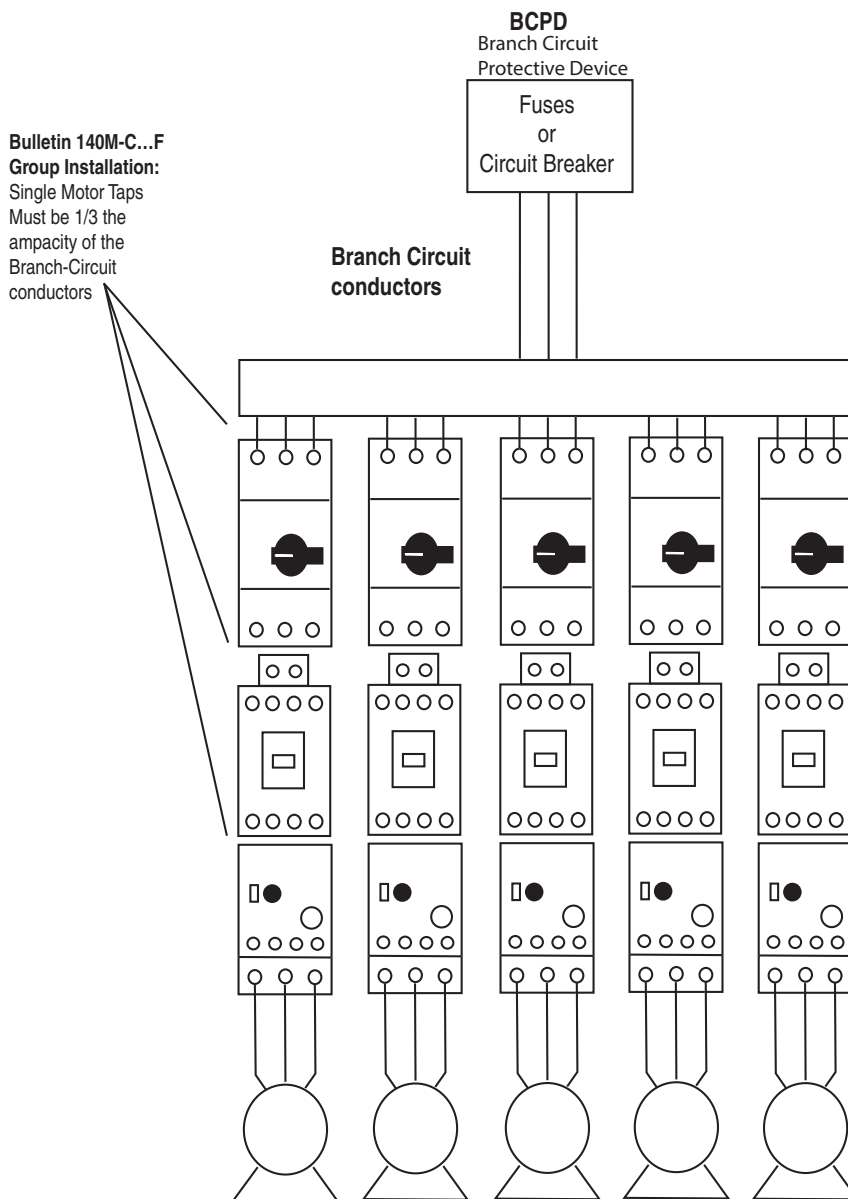 BCPD
Branch Circuit
Protective Device
Fuses
or
Circuit Breaker
Bulletin 140M-C...F
Group Installation:
Single Motor Taps
Must be 1/3 the
ampacity of the
Branch-Circuit
conductors
Branch Circuit
conductors